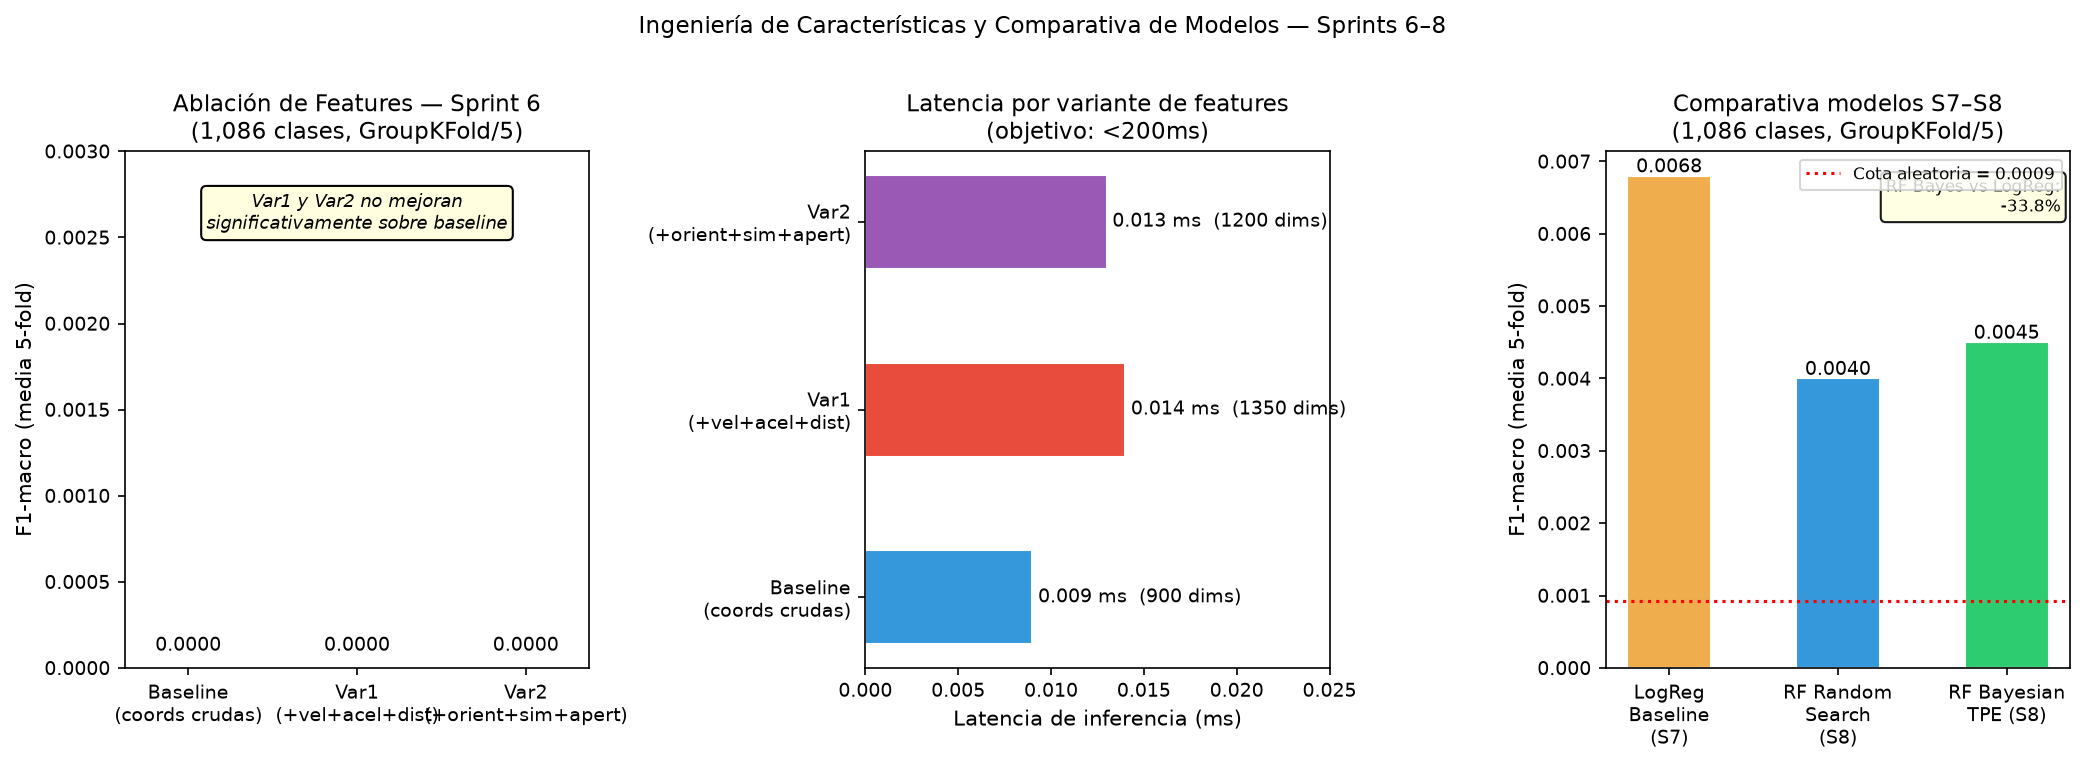 Ingeniería de Características y Comparativa de Modelos — Sprints 6–8
Ablación de Features — Sprint 6
(1,086 clases, GroupKFold/5)
F1-macro (media 5-fold)
0.0030
0.0025
0.0020
0.0015
0.0010
0.0005
0.0000
Var1 y Var2 no mejoran
significativamente sobre baseline
0.0000
0.0000
0.0000
Baseline
(coords crudas)
Var1
(+vel+acel+dist)
Var2
(+orient+sim+apert)
Latencia por variante de features
(objetivo: <200ms)
Var2
(+orient+sim+apert)
0.013 ms (1200 dims)
Var1
(+vel+acel+dist)
0.014 ms (1350 dims)
Baseline
(coords crudas)
0.009 ms (900 dims)
0.000
0.005
0.010
0.015
0.020
0.025
Latencia de inferencia (ms)
Comparativa modelos S7–S8
(1,086 clases, GroupKFold/5)
F1-macro (media 5-fold)
0.007
0.006
0.005
0.004
0.003
0.002
0.001
0.000
Cota aleatoria = 0.0009
RF Bayes vs LogReg:
-33.8%
0.0068
0.0040
0.0045
LogReg
Baseline
(S7)
RF Random
Search
(S8)
RF Bayesian
TPE (S8)